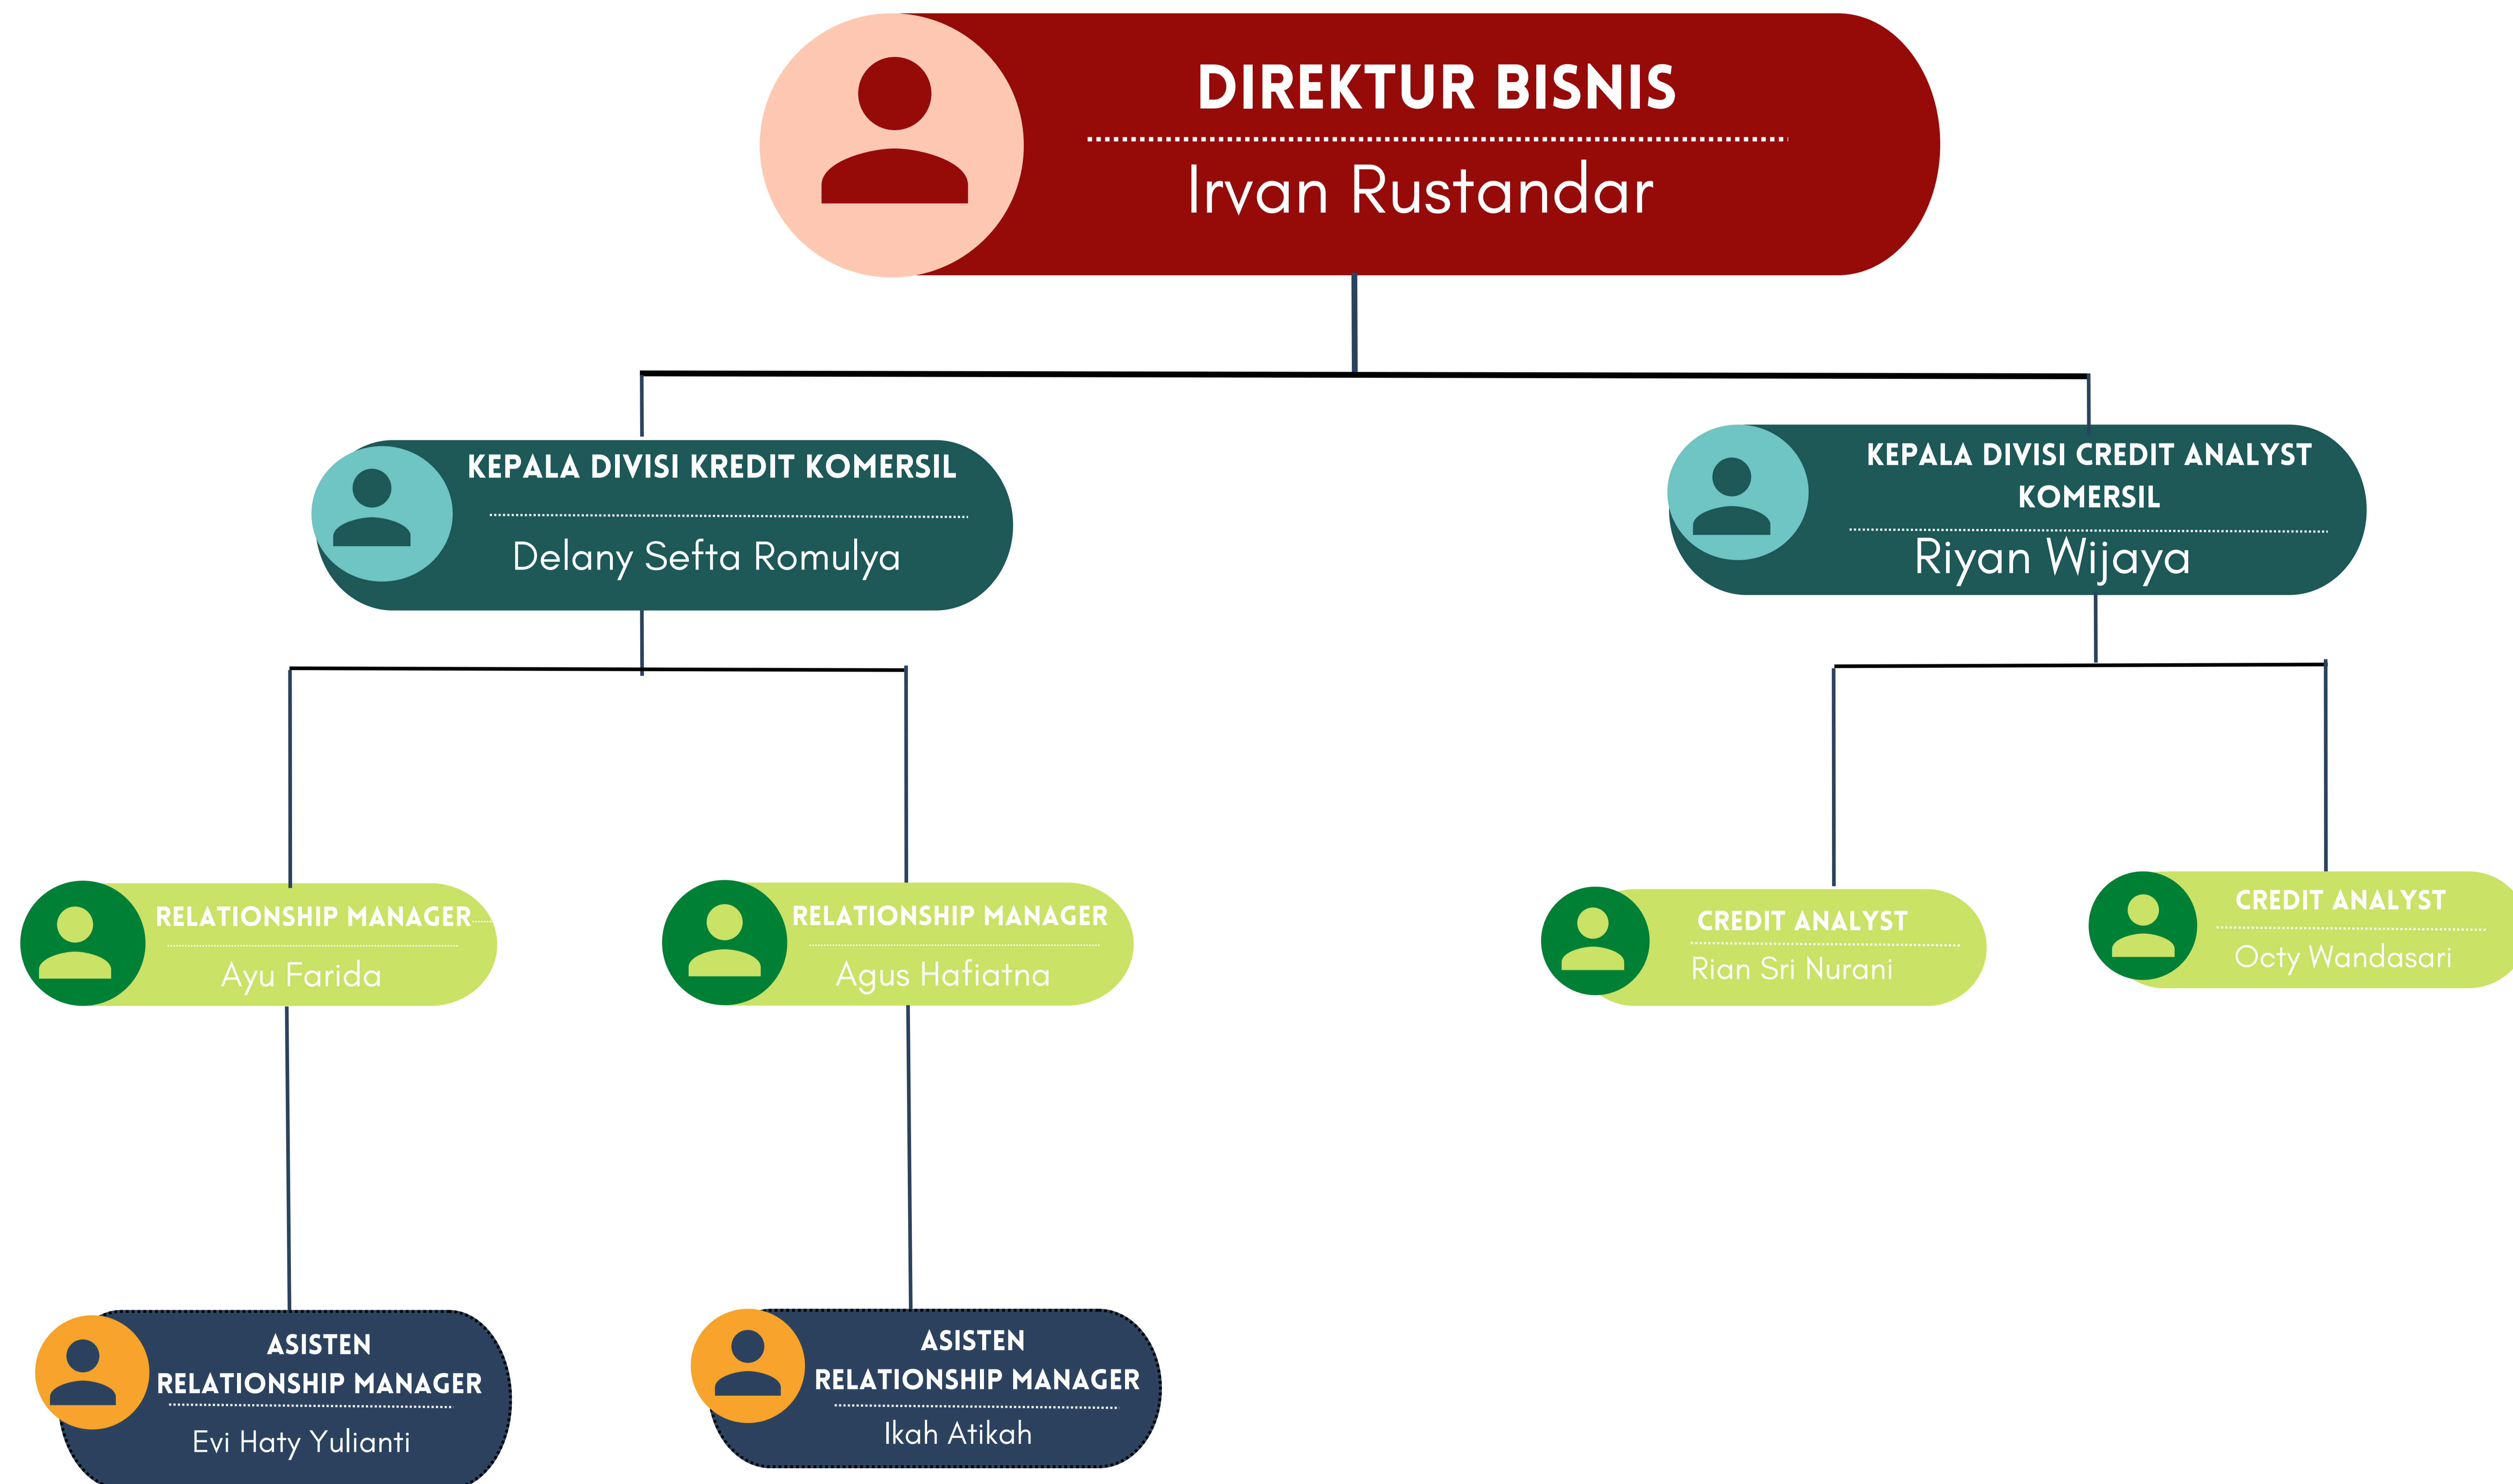 DIREKTUR BISNIS
Irvan Rustandar
KEPALA DIVISI KREDIT KOMERSIL
Delany Sefta Romulya
KEPALA DIVISI CREDIT ANALYST
KOMERSIL
Riyan Wijaya
RELATIONSHIP MANAGER
Ayu Farida
RELATIONSHIP MANAGER
Agus Hafiatna
CREDIT ANALYST
Rian Sri Nurani
CREDIT ANALYST
Octy Wandasari
ASISTEN
RELATIONSHIP MANAGER
Evi Haty Yulianti
ASISTEN
RELATIONSHIP MANAGER
Ikah Atikah